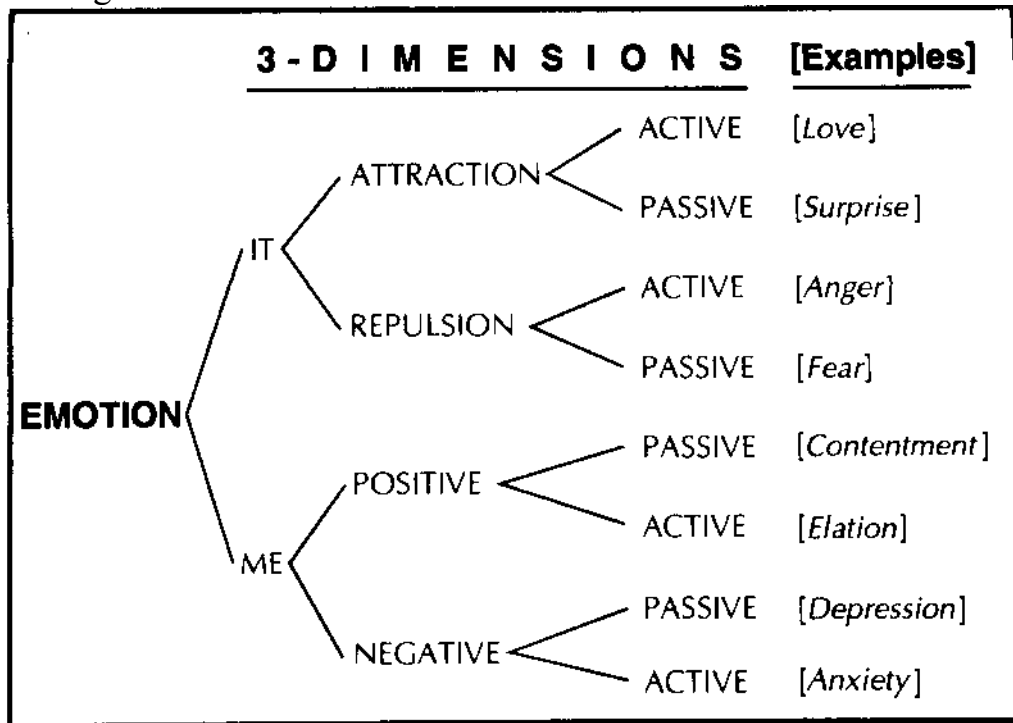 3-DIMENSIONS [Examples]
ACTIVE [Love]
ATTRACTION
PASSIVE [Surprise]
IT
ACTIVE [Anger]
REPULSION
PASSIVE [Fear]
EMOTION
PASSIVE [Contentment]
POSITIVE
ACTIVE [Elation]
ME
PASSIVE [Depression]
NEGATIVE
ACTIVE [Anxiety]